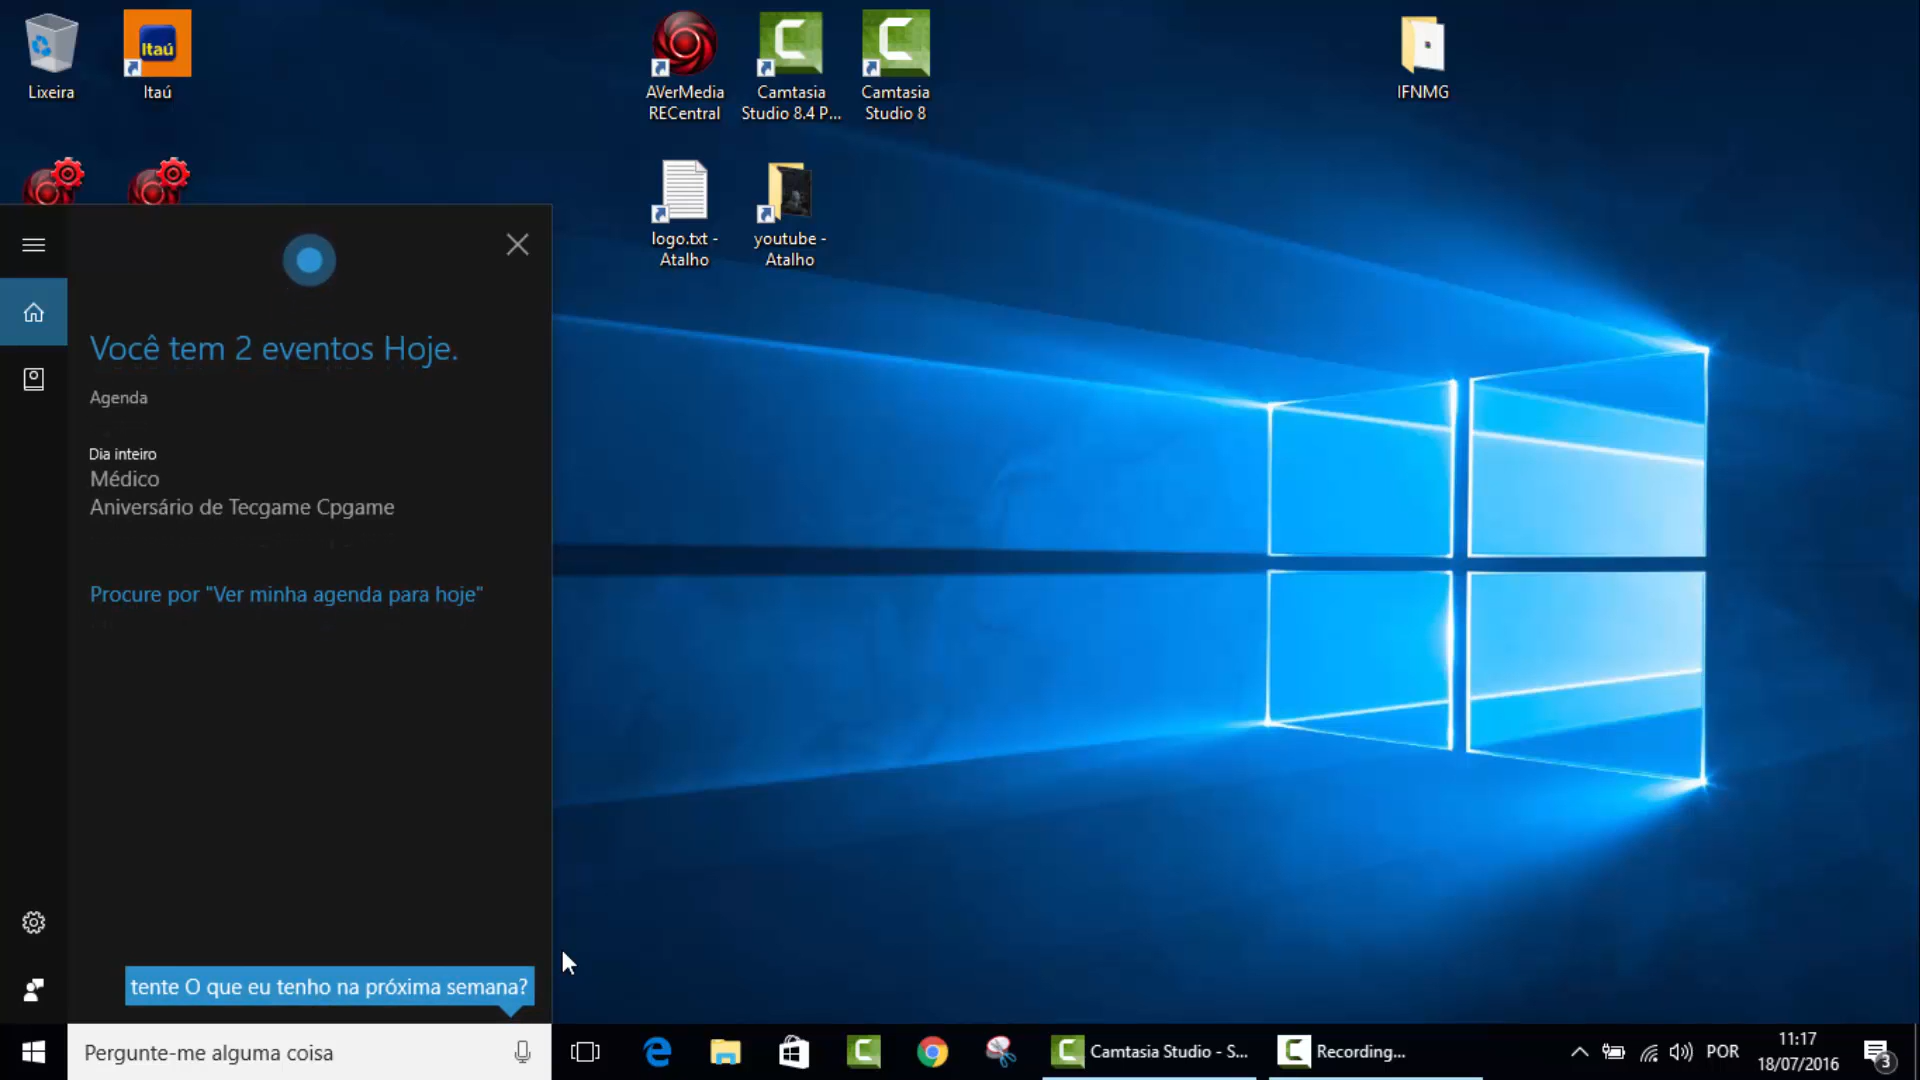 Lixeira
Itaú
Itaú
AVerMedia
RECentral
Camtasia
Studio 8.4 P...
Camtasia
Studio 8
IFNMG
logo.txt -
Atalho
youtube -
Atalho
Você tem 2 eventos Hoje.
Agenda
Dia inteiro
Médico
Aniversário de Tecgame Cpgame
Procure por "Ver minha agenda para hoje"
tente O que eu tenho na próxima semana?
Pergunte-me alguma coisa
Camtasia Studio - S...
Recording...
POR
11:17
18/07/2016
3